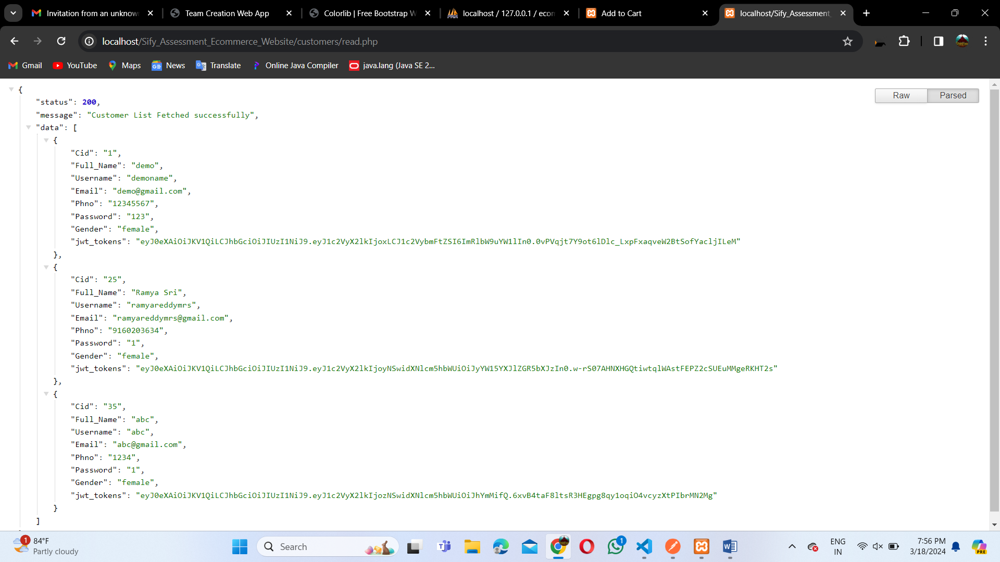 Invitation from an unknow
Team Creation Web App
Colorlib | Free Bootstrap W
localhost / 127.0.0.1 / econ
Add to Cart
localhost/Sify_Assessment_
localhost/Sify_Assessment_Ecommerce_Website/customers/read.php
Gmail
YouTube
Maps
News
Translate
Online Java Compiler
java.lang (Java SE 2...
Raw
Parsed
{
"status": 200,
"message": "Customer List Fetched successfully",
"data": [
{
"Cid": "1",
"Full_Name": "demo",
"Username": "demoname",
"Email": "demo@gmail.com",
"Phno": "12345567",
"Password": "123",
"Gender": "female",
"jwt_tokens": "eyJ0eXAiOiJKV1QiLCJhbGciOiJIUzI1NiJ9.eyJ1c2VyX2lkIjoxLCJ1c2VybmFtZSI6ImRlbW9uYW1lIn0.0vPVqjt7Y9ot6lDlc_LxpFxaqveW2BtSofYacljILeM"
},
{
"Cid": "25",
"Full_Name": "Ramya Sri",
"Username": "ramyareddymrs",
"Email": "ramyareddymrs@gmail.com",
"Phno": "9160203634",
"Password": "1",
"Gender": "female",
"jwt_tokens": "eyJ0eXAiOiJKV1QiLCJhbGciOiJIUzI1NiJ9.eyJ1c2VyX2lkIjoyNSwidXNlcm5hbWUiOiJyYW15YXJlZGR5bXJzIn0.w-rS07AHNXHGQtiwtqlWAstFEPZ2cSUEuMMgeRKHT2s"
},
{
"Cid": "35",
"Full_Name": "abc",
"Username": "abc",
"Email": "abc@gmail.com",
"Phno": "1234",
"Password": "1",
"Gender": "female",
"jwt_tokens": "eyJ0eXAiOiJKV1QiLCJhbGciOiJIUzI1NiJ9.eyJ1c2VyX2lkIjozNSwidXNlcm5hbWUiOiJhYmMifQ.6xvB4taF8ltsR3HEgpg8qy1oqiO4vcyzXtPIbrMN2Mg"
}
]
1
84°F
Partly cloudy
Search
1
ENG
IN
7:56 PM
3/18/2024
PRE